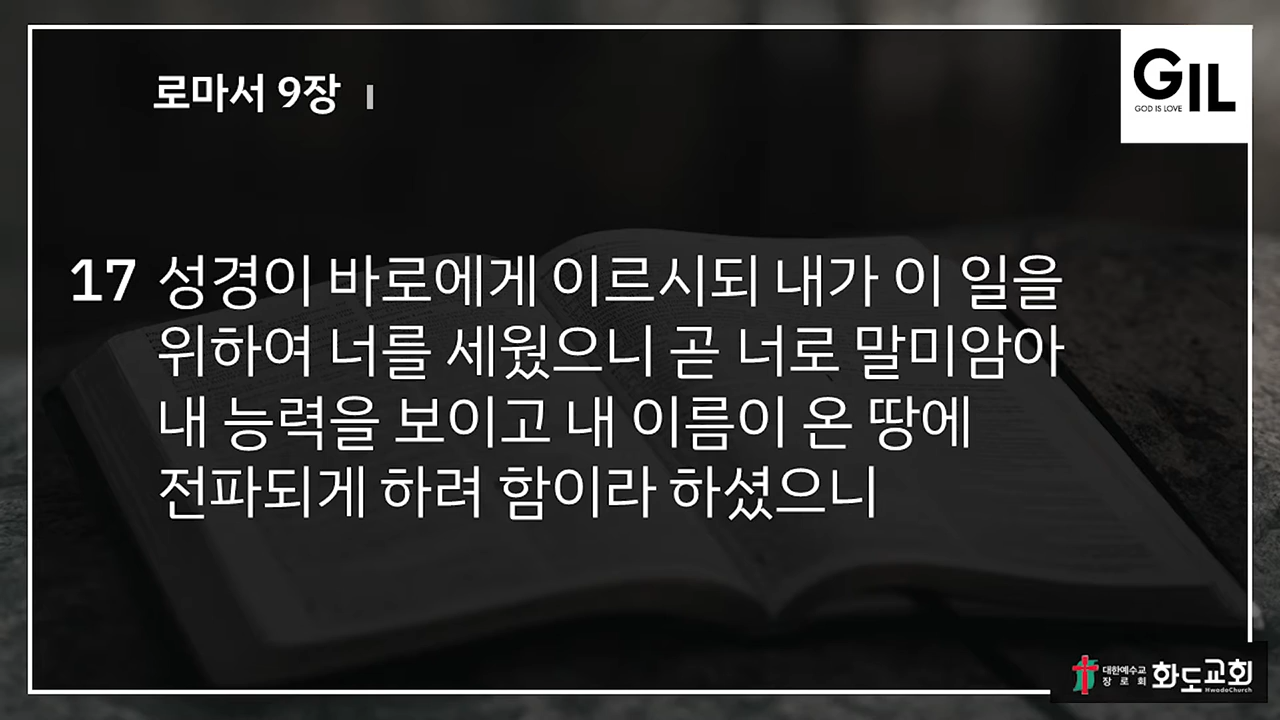 로마서 9장
GIL
GOD IS LOVE
17 성경이 바로에게 이르시되 내가 이 일을
위하여 너를 세웠으니 곧 너로 말미암아
내 능력을 보이고 내 이름이 온 땅에
전파되게 하려 함이라 하셨으니
대한예수교
장로회
화도교회
HwadoChurch